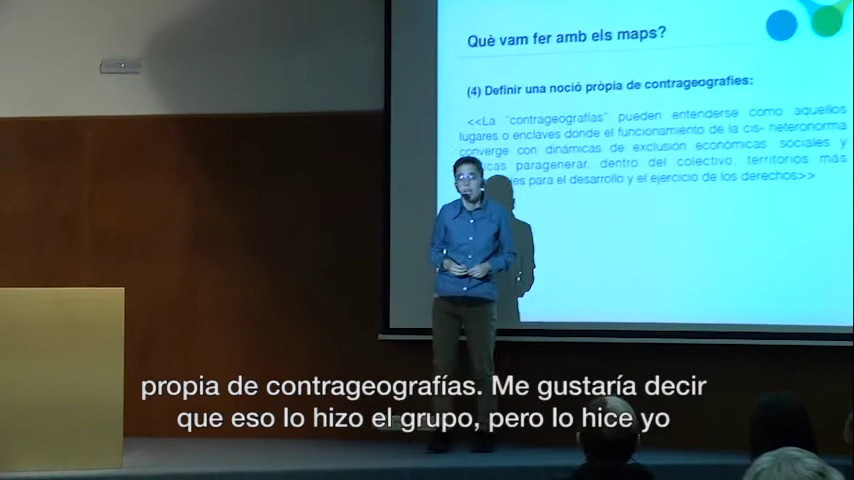 Què vam fer amb els maps?
(4) Definir una noció pròpia de contrageografies:
<<La "contrageografías" pueden entenderse como aquellos
lugares o enclaves donde el funcionamiento de la cis- heteronorma
converge con dinámicas de exclusión económicas, sociales y
paragenerar, dentro del colectivo, territorios más
para el desarrollo y el ejercicio de los derechos>>
propia de contrageografías. Me gustaría decir
que eso lo hizo el grupo, pero lo hice yo